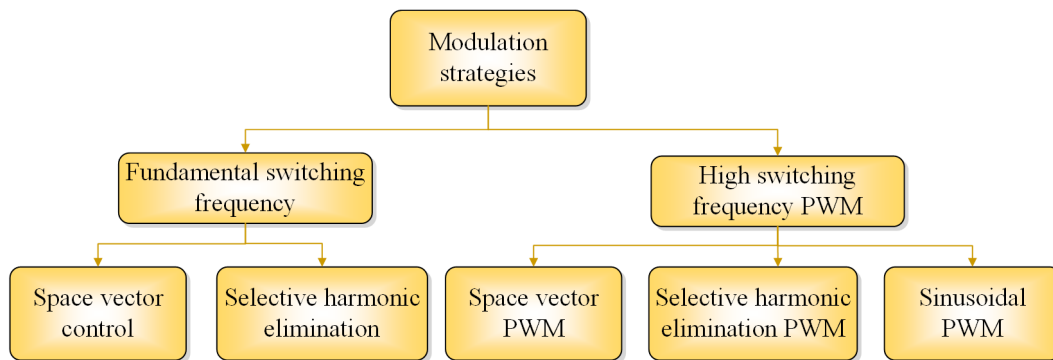 Modulation
strategies
Fundamental switching
frequency
High switching
frequency PWM
Space vector
control
Selective harmonic
elimination
Space vector
PWM
Selective harmonic
elimination PWM
Sinusoidal
PWM